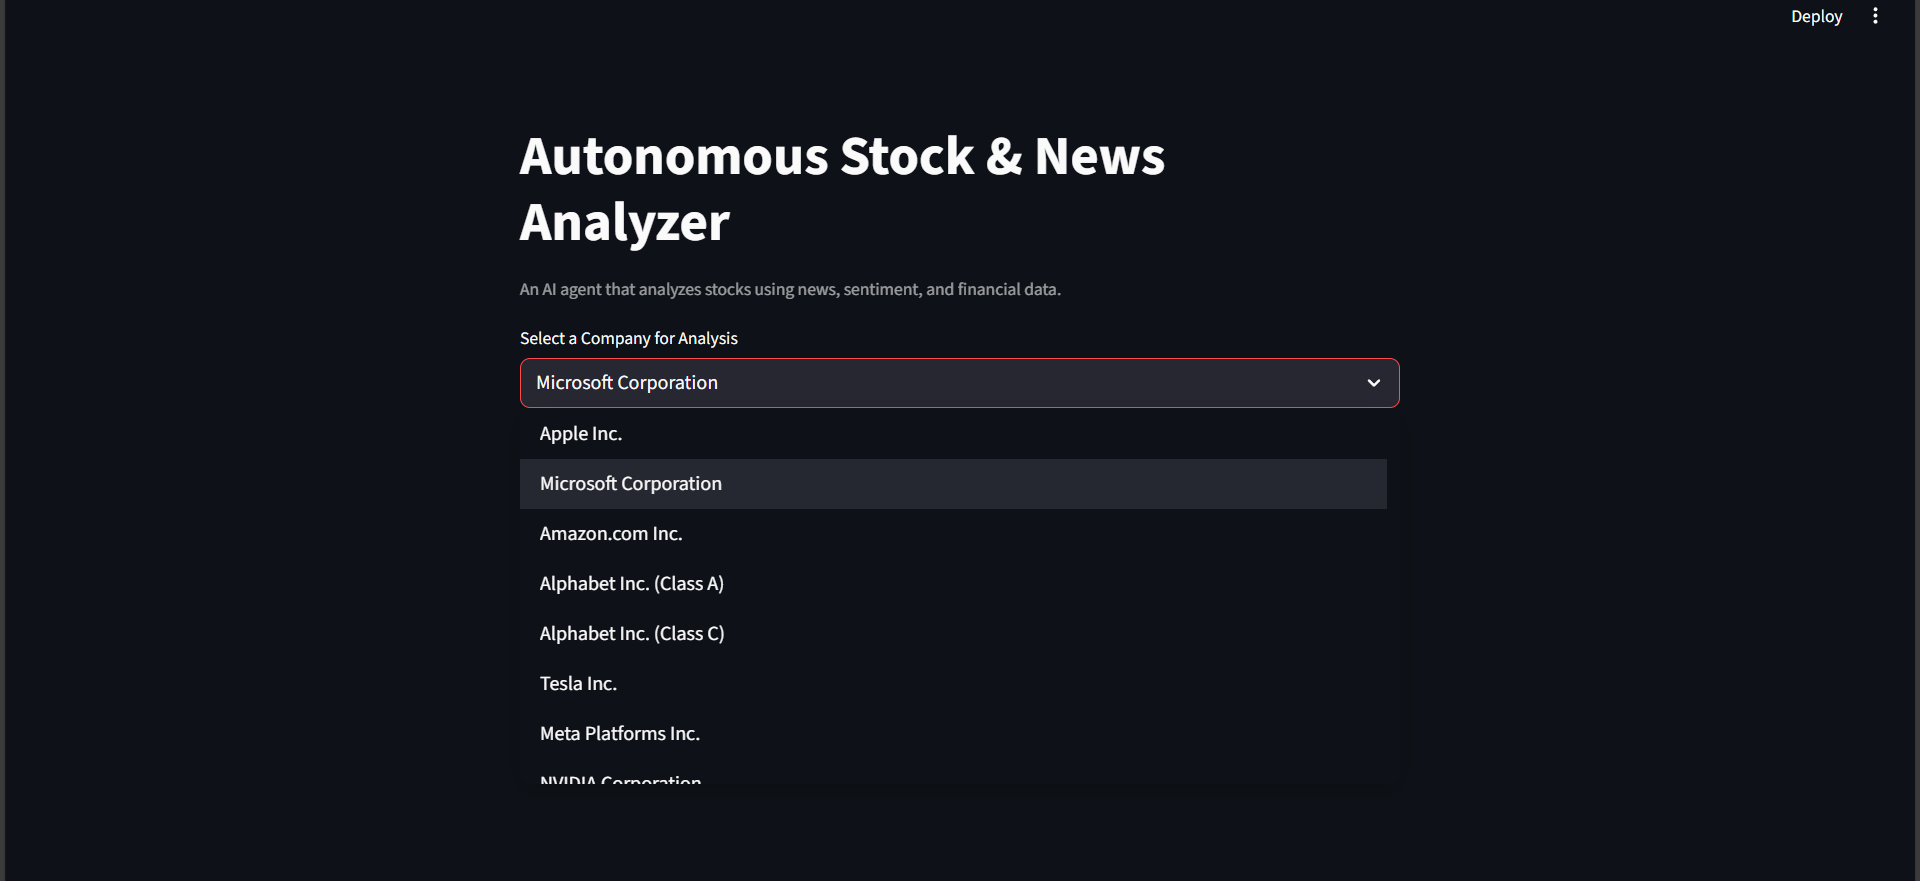 Deploy
Autonomous Stock & News
Analyzer
An AI agent that analyzes stocks using news, sentiment, and financial data.
Select a Company for Analysis
Microsoft Corporation
Apple Inc.
Microsoft Corporation
Amazon.com Inc.
Alphabet Inc. (Class A)
Alphabet Inc. (Class C)
Tesla Inc.
Meta Platforms Inc.
NVIDIA Corporation